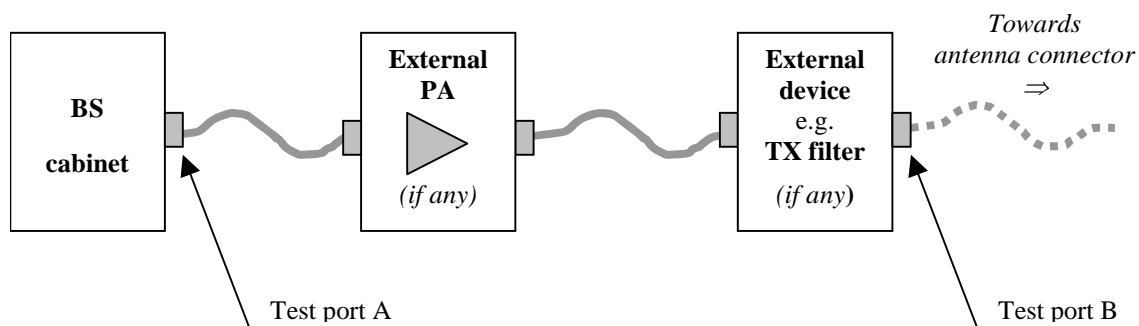 BS
cabinet
External
PA
(if any)
External
device
e.g.
TX filter
(if any)
Towards
antenna connector
⇒
Test port A
Test port B